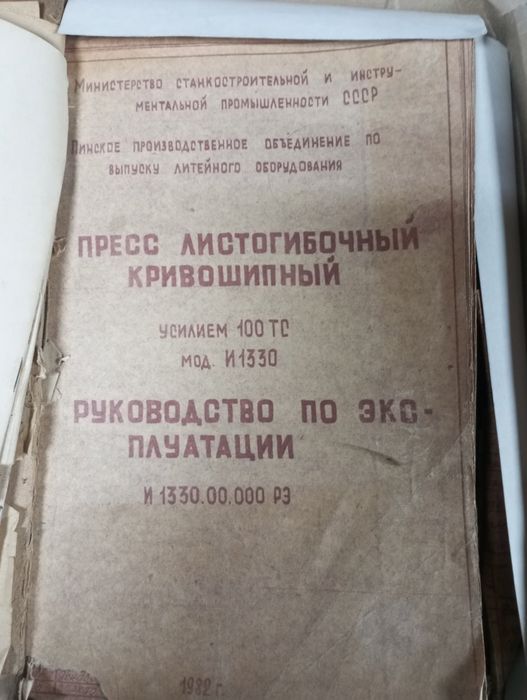 Министерство станкостроительной и инстру-
ментальной промышленности СССР
Пинское производственное объединение по
выпуску литейного оборудования
ПРЕСС ЛИСТОГИБОЧНЫЙ
КРИВОШИПНЫЙ
усилием 100 ТС
мод. И1330
РУКОВОДСТВО ПО ЭКС-
ПЛУАТАЦИИ
И 1330.00.000 РЭ
1982 г.